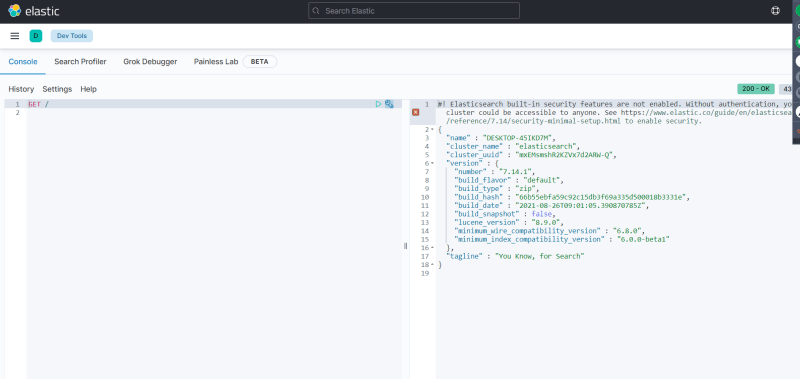 elastic
Search Elastic
D
Dev Tools
Console
Search Profiler
Grok Debugger
Painless Lab
BETA
History
Settings
Help
200 - OK
43
1
GET /
2
1
#! Elasticsearch built-in security features are not enabled. Without authentication, yo
cluster could be accessible to anyone. See https://www.elastic.co/guide/en/elasticsea
/reference/7.14/security-minimal-setup.html to enable security.
2 {
3 "name" : "DESKTOP-45IKD7M",
4 "cluster_name" : "elasticsearch",
5 "cluster_uuid" : "mxEMsmshR2KZVx7d2ARW-Q",
6 "version" : {
7 "number" : "7.14.1",
8 "build_flavor" : "default",
9 "build_type" : "zip",
10 "build_hash" : "66b55ebfa59c92c15db3f69a335d500018b3331e",
11 "build_date" : "2021-08-26T09:01:05.390870785Z",
12 "build_snapshot" : false,
13 "lucene_version" : "8.9.0",
14 "minimum_wire_compatibility_version" : "6.8.0",
15 "minimum_index_compatibility_version" : "6.0.0-beta1"
16 },
17 "tagline" : "You Know, for Search"
18 }
19